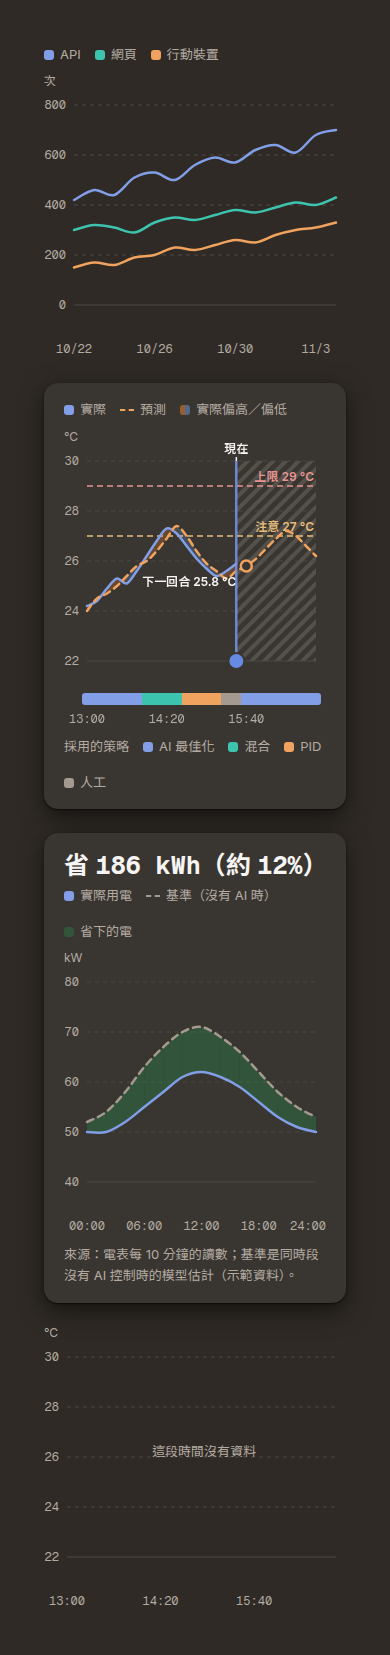 API 網頁 行動裝置
次
800
600
400
200
0
10/22 10/26 10/30 11/3
實際 預測 實際偏高／偏低
°C
現在
30
上限 29 °C
28
注意 27 °C
26
下一回合 25.8 °C
24
22
13:00 14:20 15:40
採用的策略 AI 最佳化 混合 PID
人工
省 186 kWh（約 12%）
實際用電 基準（沒有 AI 時）
省下的電
kW
80
70
60
50
40
00:00 06:00 12:00 18:00 24:00
來源：電表每 10 分鐘的讀數；基準是同時段
沒有 AI 控制時的模型估計（示範資料）。
°C
30
28
26
這段時間沒有資料
24
22
13:00 14:20 15:40